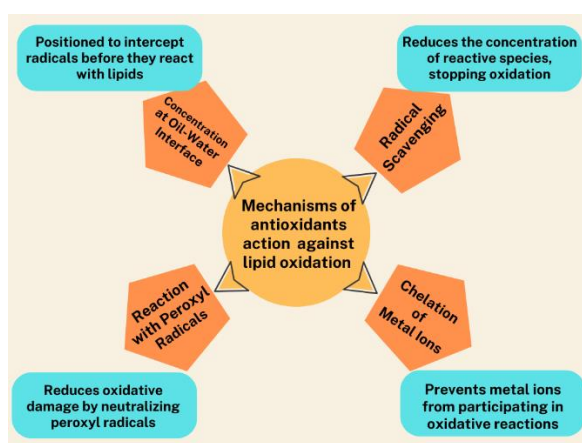 Positioned to intercept
radicals before they react
with lipids
Reduces the concentration
of reactive species,
stopping oxidation
Concentration
at Oil-Water
Interface
Radical
Scavenging
Mechanisms of
antioxidants
action against
lipid oxidation
Reaction
with Peroxyl
Radicals
Chelation
of
Metal Ions
Reduces oxidative
damage by neutralizing
peroxyl radicals
Prevents metal ions
from participating in
oxidative reactions